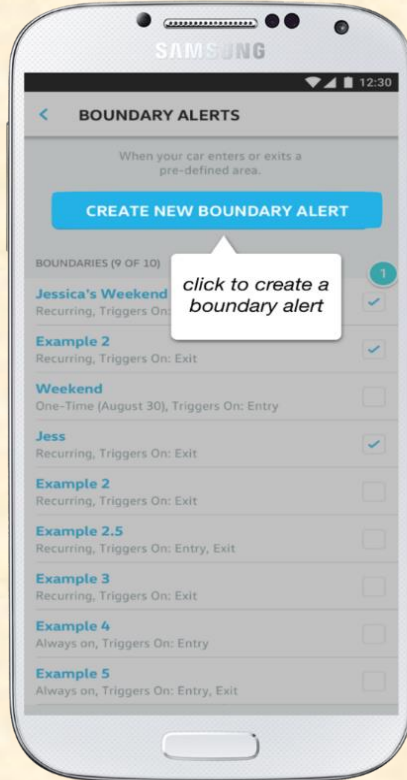 SAMSUNG
12:30
< BOUNDARY ALERTS
When your car enters or exits a
pre-defined area.
CREATE NEW BOUNDARY ALERT
BOUNDARIES (9 OF 10)
1
click to create a
boundary alert
Jessica's Weekend
Recurring, Triggers On:
Example 2
Recurring, Triggers On: Exit
Weekend
One-Time (August 30), Triggers On: Entry
Jess
Recurring, Triggers On: Exit
Example 2
Recurring, Triggers On: Exit
Example 2.5
Recurring, Triggers On: Entry, Exit
Example 3
Recurring, Triggers On: Exit
Example 4
Always on, Triggers On: Entry
Example 5
Always on, Triggers On: Entry, Exit